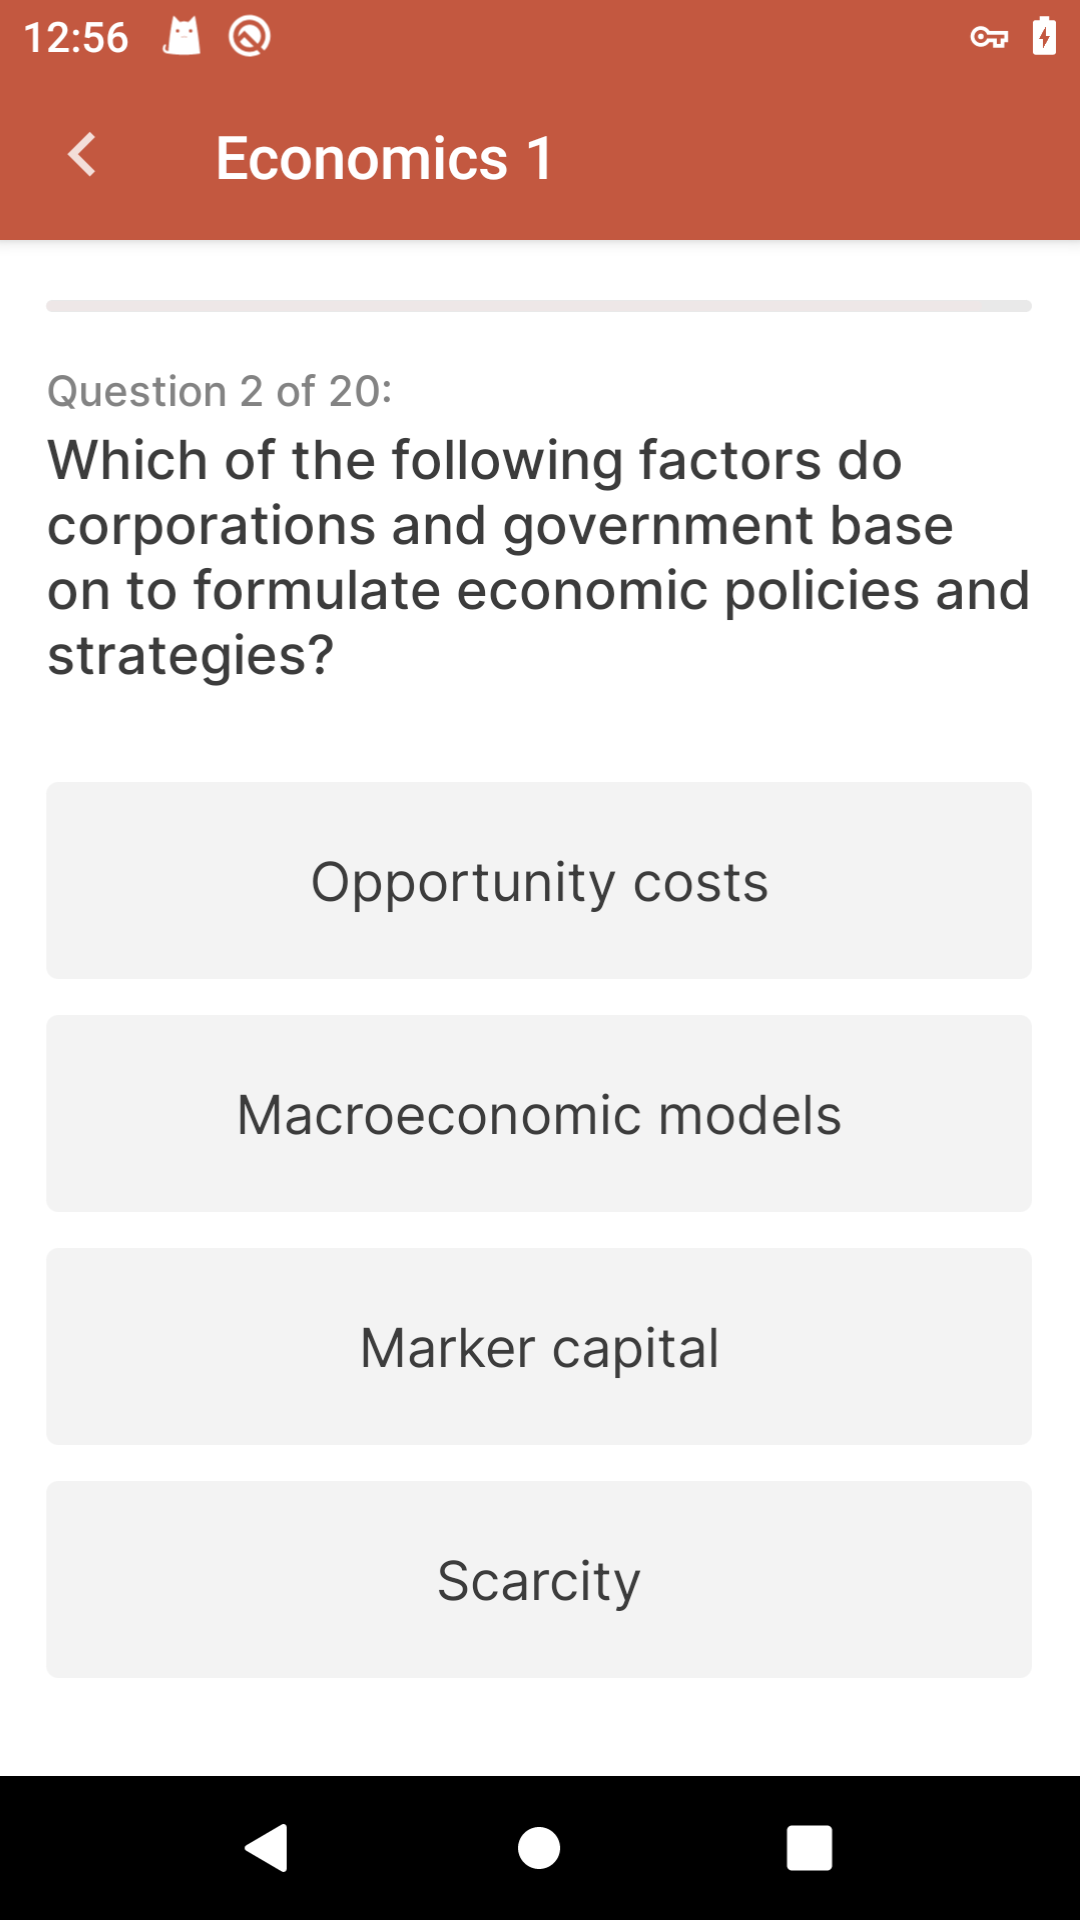 12:56
Economics 1
Question 2 of 20:
Which of the following factors do
corporations and government base
on to formulate economic policies and
strategies?
Opportunity costs
Macroeconomic models
Marker capital
Scarcity